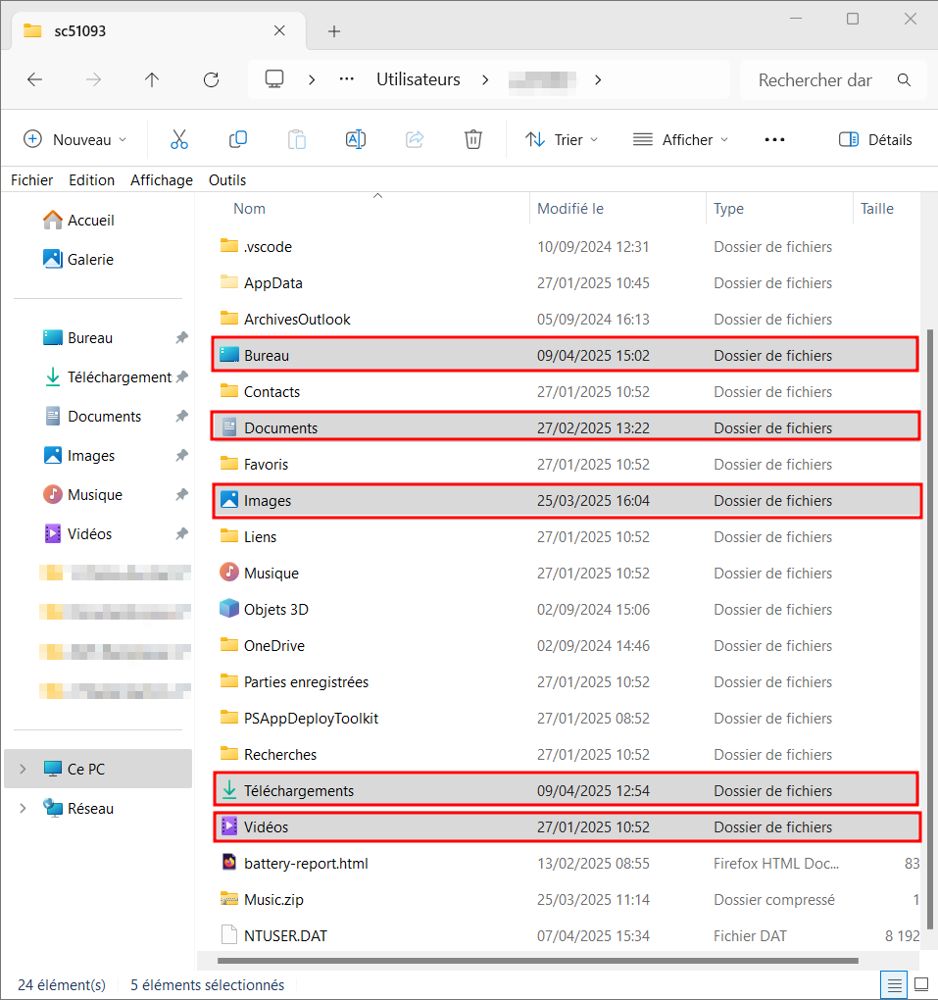 sc51093
Utilisateurs
Rechercher dar
Nouveau
Trier
Afficher
Détails
Fichier Edition Affichage Outils
Accueil
Galerie
Bureau
Téléchargement
Documents
Images
Musique
Vidéos
Ce PC
Réseau
Nom Modifié le Type Taille
.vscode 10/09/2024 12:31 Dossier de fichiers
AppData 27/01/2025 10:45 Dossier de fichiers
ArchivesOutlook 05/09/2024 16:13 Dossier de fichiers
Bureau 09/04/2025 15:02 Dossier de fichiers
Contacts 27/01/2025 10:52 Dossier de fichiers
Documents 27/02/2025 13:22 Dossier de fichiers
Favoris 27/01/2025 10:52 Dossier de fichiers
Images 25/03/2025 16:04 Dossier de fichiers
Liens 27/01/2025 10:52 Dossier de fichiers
Musique 27/01/2025 10:52 Dossier de fichiers
Objets 3D 02/09/2024 15:06 Dossier de fichiers
OneDrive 02/09/2024 14:46 Dossier de fichiers
Parties enregistrées 27/01/2025 10:52 Dossier de fichiers
PSAppDeployToolkit 27/01/2025 08:52 Dossier de fichiers
Recherches 27/01/2025 10:52 Dossier de fichiers
Téléchargements 09/04/2025 12:54 Dossier de fichiers
Vidéos 27/01/2025 10:52 Dossier de fichiers
battery-report.html 13/02/2025 08:55 Firefox HTML Doc... 83
Music.zip 25/03/2025 11:14 Dossier compressé 1
NTUSER.DAT 07/04/2025 15:34 Fichier DAT 8 192
24 élément(s) 5 éléments sélectionnés